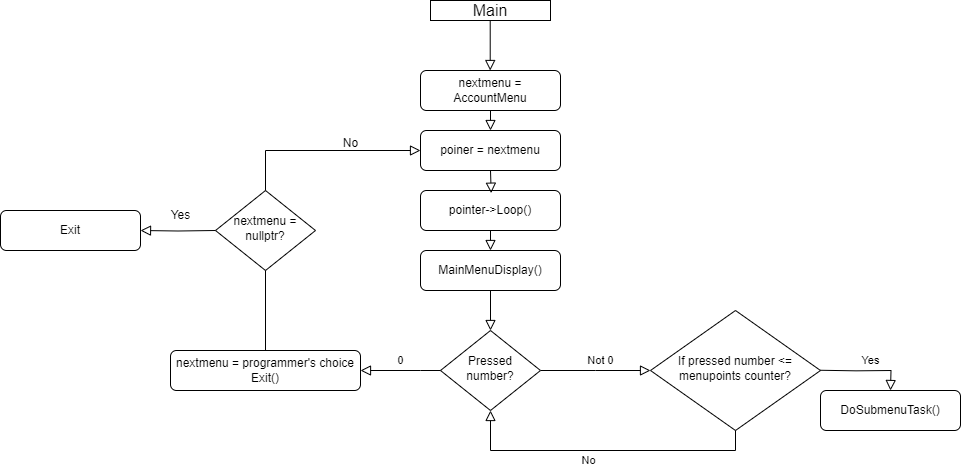 Main
nextmenu =
AccountMenu
No
poiner = nextmenu
Yes
Exit
nextmenu =
nullptr?
pointer->Loop()
MainMenuDisplay()
nextmenu = programmer's choice
Exit()
0
Pressed
number?
Not 0
If pressed number <=
menupoints counter?
Yes
DoSubmenuTask()
No